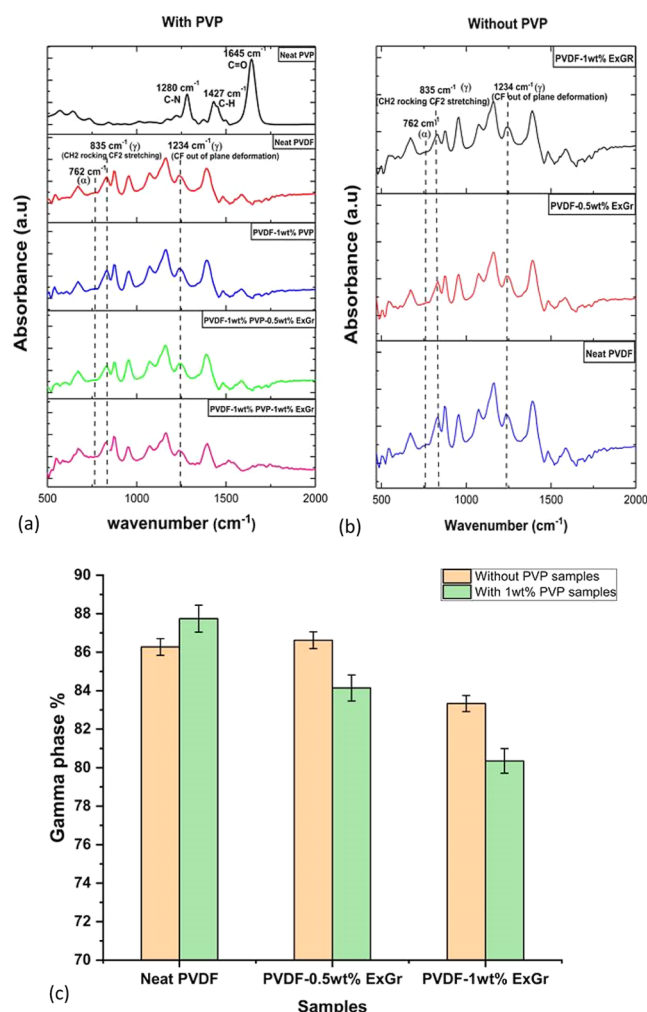 With PVP
1645 cm-1
C=O
Neat PVP
1280 cm-1
C-N
1427 cm-1
C-H
Neat PVDF
835 cm-1 (γ)
(CH2 rocking CF2 stretching)
1234 cm-1 (γ)
(CF out of plane deformation)
762 cm-1
(α)
PVDF-1wt% PVP
PVDF-1wt% PVP-0.5wt% ExGr
PVDF-1wt% PVP-1wt% ExGr
Absorbance (a.u)
500 1000 1500 2000
(a)
wavenumber (cm-1)
Without PVP
PVDF-1wt% ExGR
835 cm-1 (γ)
(CH2 rocking CF2 stretching)
1234 cm-1 (γ)
(CF out of plane deformation)
762 cm-1
(α)
PVDF-0.5wt% ExGr
Neat PVDF
Absorbance (a.u)
500 1000 1500 2000
(b)
Wavenumber (cm-1)
Without PVP samples
With 1wt% PVP samples
90
88
86
84
82
80
78
76
74
72
70
Gamma phase %
Neat PVDF PVDF-0.5wt% ExGr PVDF-1wt% ExGr
(c)
Samples